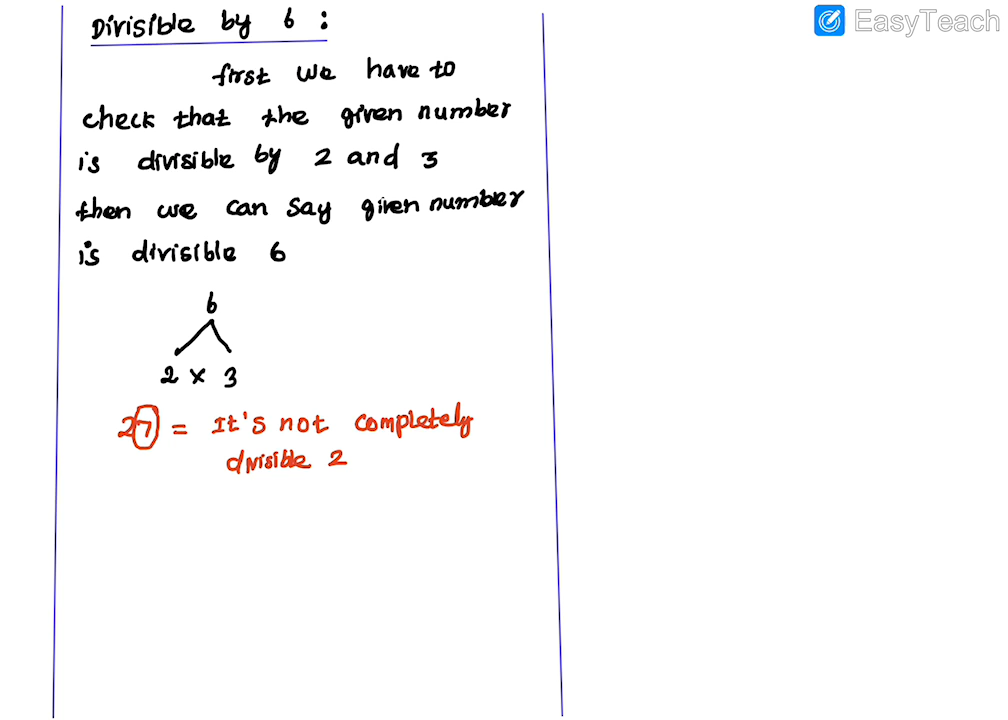 Divisible by 6 :
EasyTeach
first we have to
check that the given number
is divisible by 2 and 3
then we can say given number
is divisible 6
6
2 x 3
27 = It's not completely
divisible 2